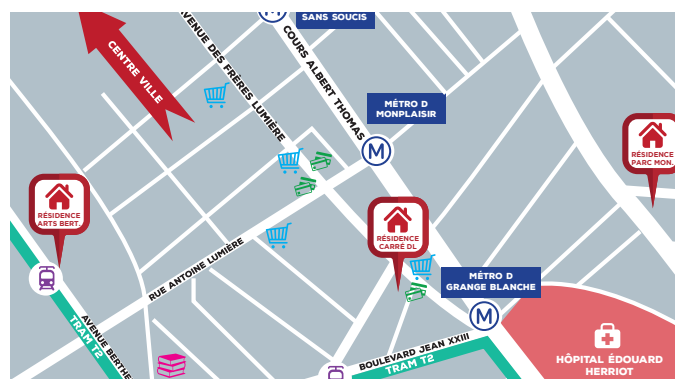 SANS SOUCIS
AVENUE DES FRÈRES LUMIÈRE
COURS ALBERT THOMAS
CENTRE VILLE
MÉTRO D
MONPLAISIR
M
RÉSIDENCE
PARC MON.
RÉSIDENCE
ARTS BERT.
RÉSIDENCE
CARRÉ DL
RUE ANTOINE LUMIÈRE
MÉTRO D
GRANGE BLANCHE
M
AVENUE BERTHE
TRAM T2
BOULEVARD JEAN XXIII
TRAM T2
HÔPITAL ÉDOUARD
HERRIOT